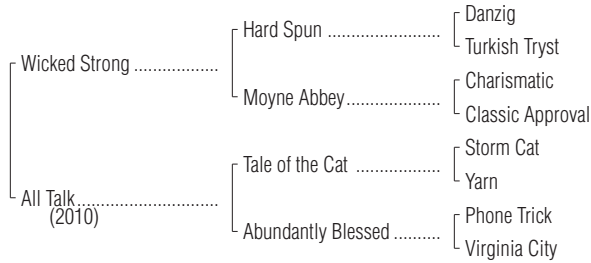 Danzig
Hard Spun ....................
Turkish Tryst
Wicked Strong ..................
Charismatic
Moyne Abbey.................
Classic Approval
Storm Cat
Tale of the Cat ...............
Yarn
All Talk..............................
(2010)
Phone Trick
Abundantly Blessed ..........
Virginia City